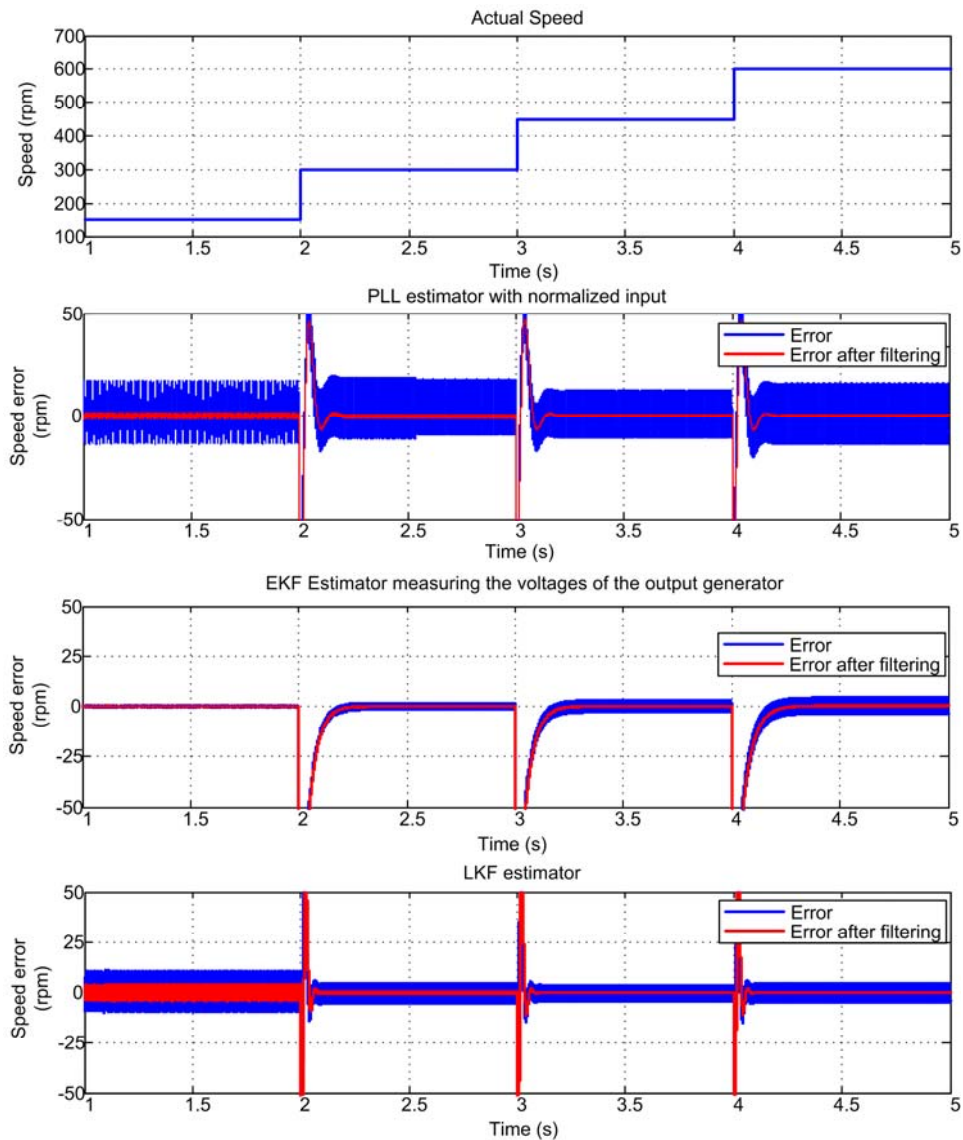 Actual Speed
700
600
500
400
300
200
100
Speed (rpm)
1 1.5 2 2.5 3 3.5 4 4.5 5
Time (s)
PLL estimator with normalized input
50
0
-50
Speed error
(rpm)
Error
Error after filtering
1 1.5 2 2.5 3 3.5 4 4.5 5
Time (s)
EKF Estimator measuring the voltages of the output generator
50
25
0
-25
-50
Speed error
(rpm)
Error
Error after filtering
1 1.5 2 2.5 3 3.5 4 4.5 5
Time (s)
LKF estimator
50
25
0
-25
-50
Speed error
(rpm)
Error
Error after filtering
1 1.5 2 2.5 3 3.5 4 4.5 5
Time (s)